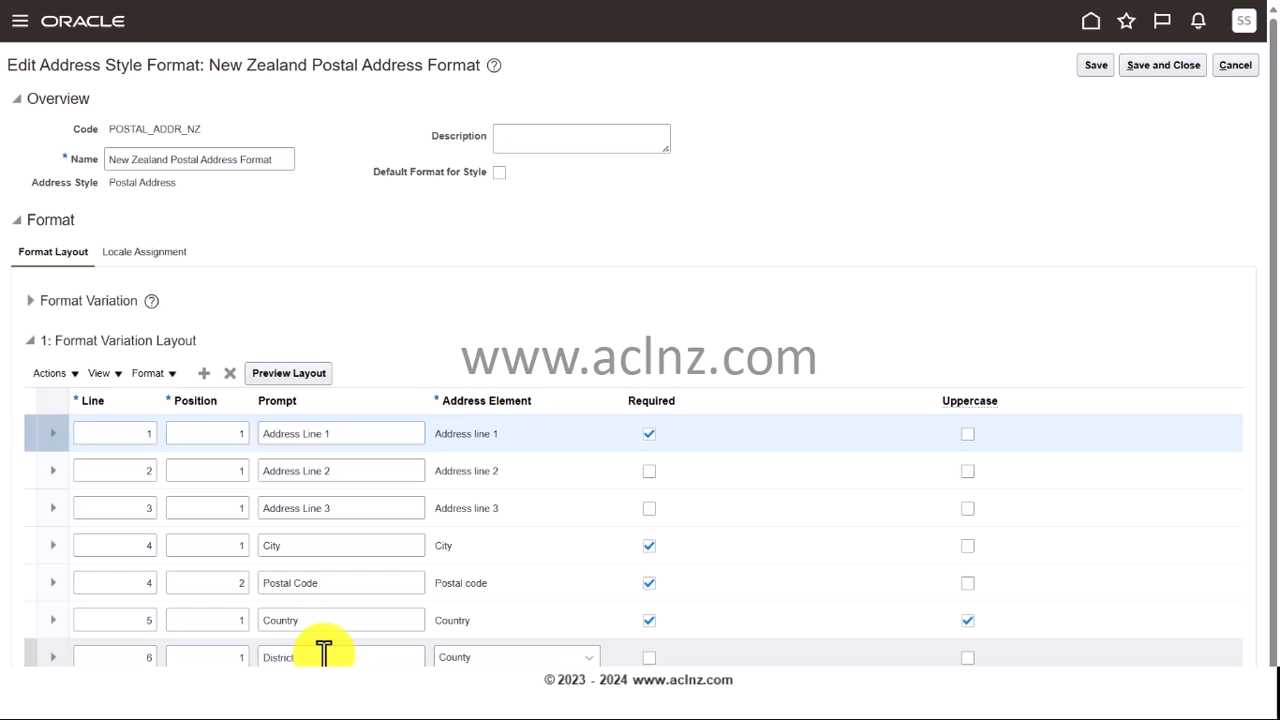 ORACLE
SS
Edit Address Style Format: New Zealand Postal Address Format ?
Save
Save and Close
Cancel
Overview
Code POSTAL_ADDR_NZ
* Name New Zealand Postal Address Format
Address Style Postal Address
Description
Default Format for Style
Format
Format Layout Locale Assignment
Format Variation ?
1: Format Variation Layout
www.aclnz.com
Actions View Format Preview Layout
* Line * Position Prompt * Address Element Required Uppercase
1 1 Address Line 1 Address line 1
2 1 Address Line 2 Address line 2
3 1 Address Line 3 Address line 3
4 1 City City
4 2 Postal Code Postal code
5 1 Country Country
6 1 District County
© 2023 - 2024 www.aclnz.com